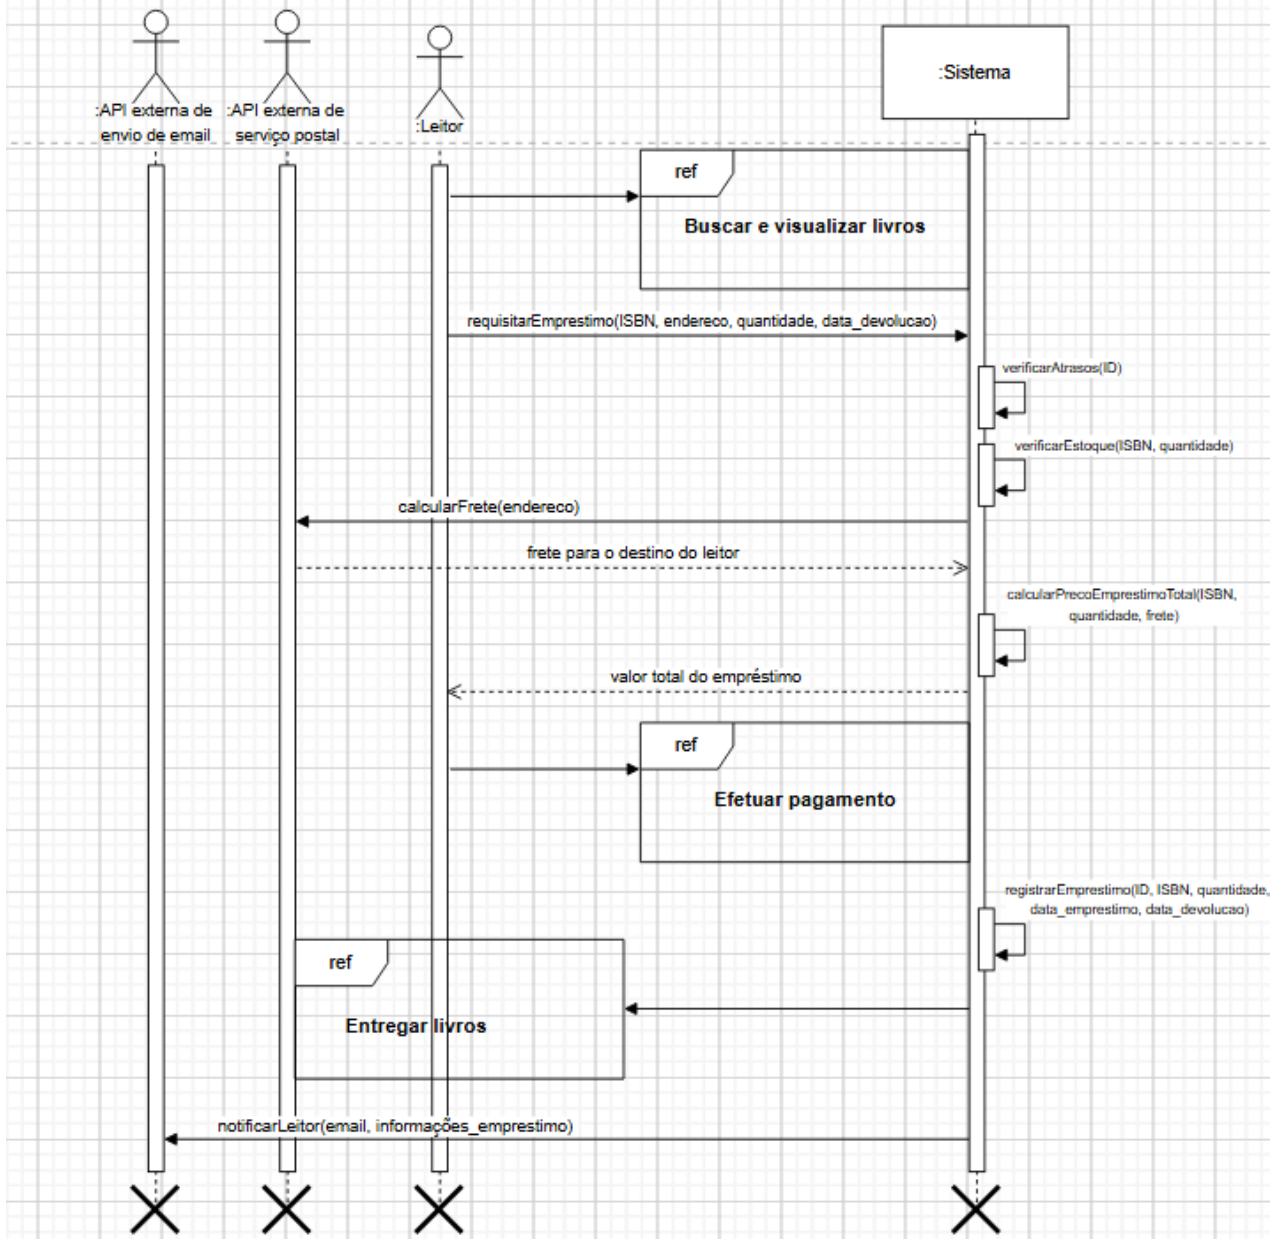 :API externa de
envio de email
:API externa de
serviço postal
:Leitor
:Sistema
ref
Buscar e visualizar livros
requisitarEmprestimo(ISBN, endereco, quantidade, data_devolucao)
verificarAtrasos(ID)
verificarEstoque(ISBN, quantidade)
calcularFrete(endereco)
frete para o destino do leitor
calcularPrecoEmprestimoTotal(ISBN,
quantidade, frete)
valor total do empréstimo
ref
Efetuar pagamento
registrarEmprestimo(ID, ISBN, quantidade,
data_emprestimo, data_devolucao)
ref
Entregar livros
notificarLeitor(email, informações_emprestimo)